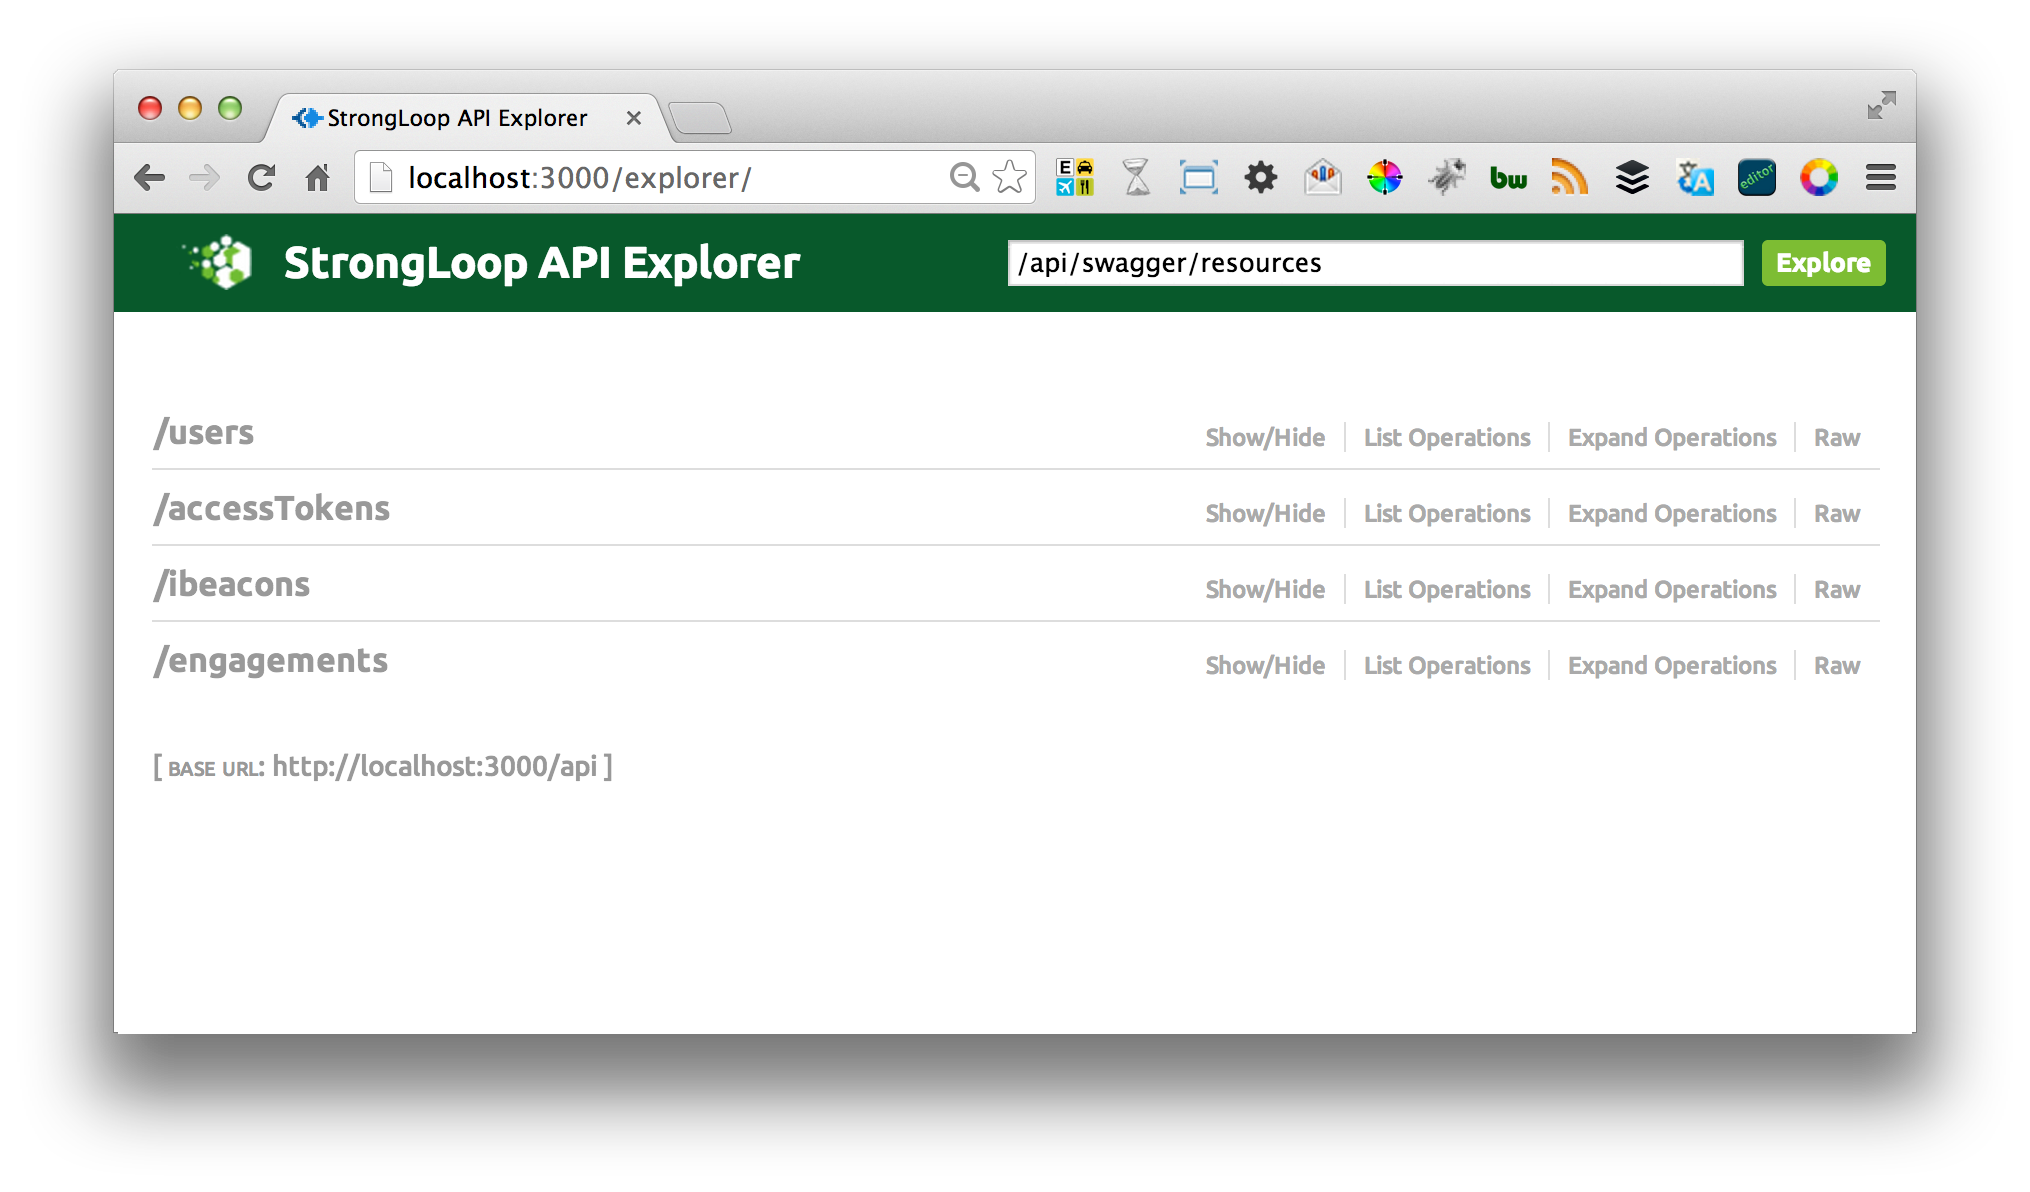 StrongLoop API Explorer
localhost:3000/explorer/
E
bw
editor
StrongLoop API Explorer
/api/swagger/resources
Explore
/users Show/Hide List Operations Expand Operations Raw
/accessTokens Show/Hide List Operations Expand Operations Raw
/ibeacons Show/Hide List Operations Expand Operations Raw
/engagements Show/Hide List Operations Expand Operations Raw
[ BASE URL: http://localhost:3000/api ]